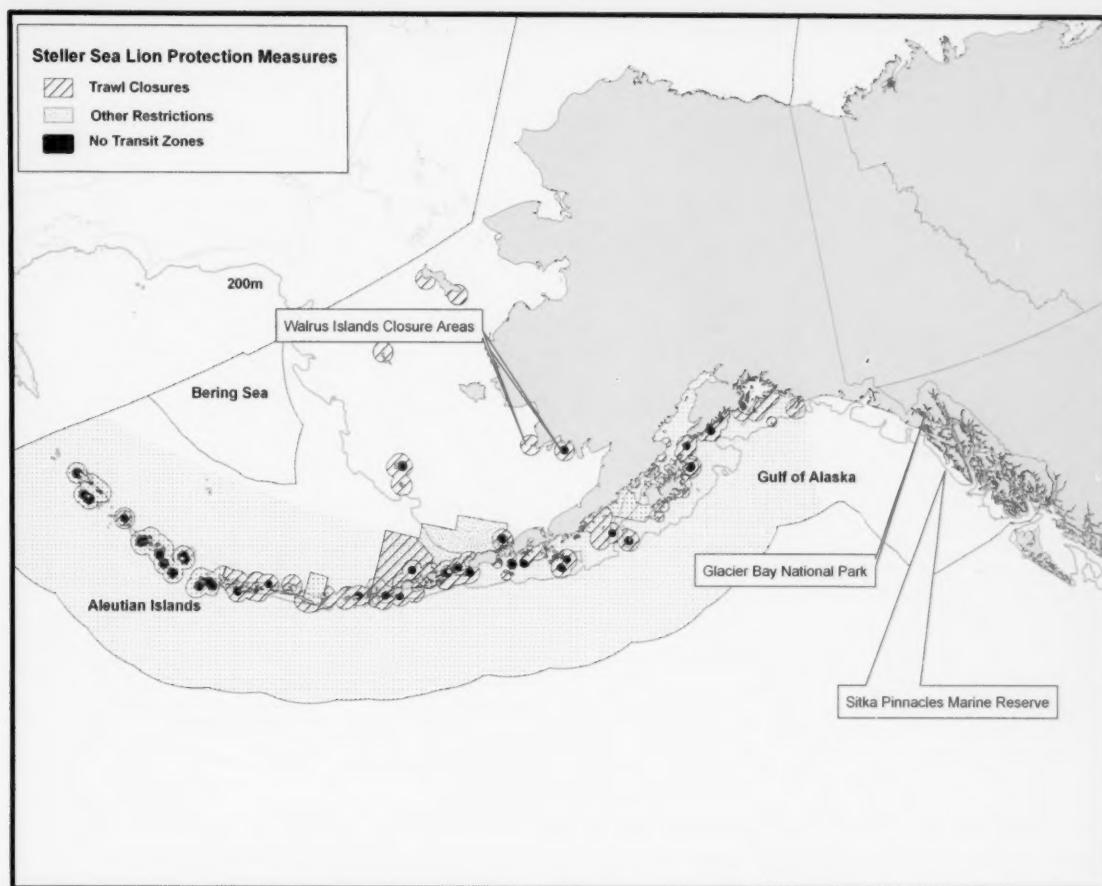 Steller Sea Lion Protection Measures
Trawl Closures
Other Restrictions
No Transit Zones
200m
Walrus Islands Closure Areas
Bering Sea
Gulf of Alaska
Glacier Bay National Park
Aleutian Islands
Sitka Pinnacles Marine Reserve